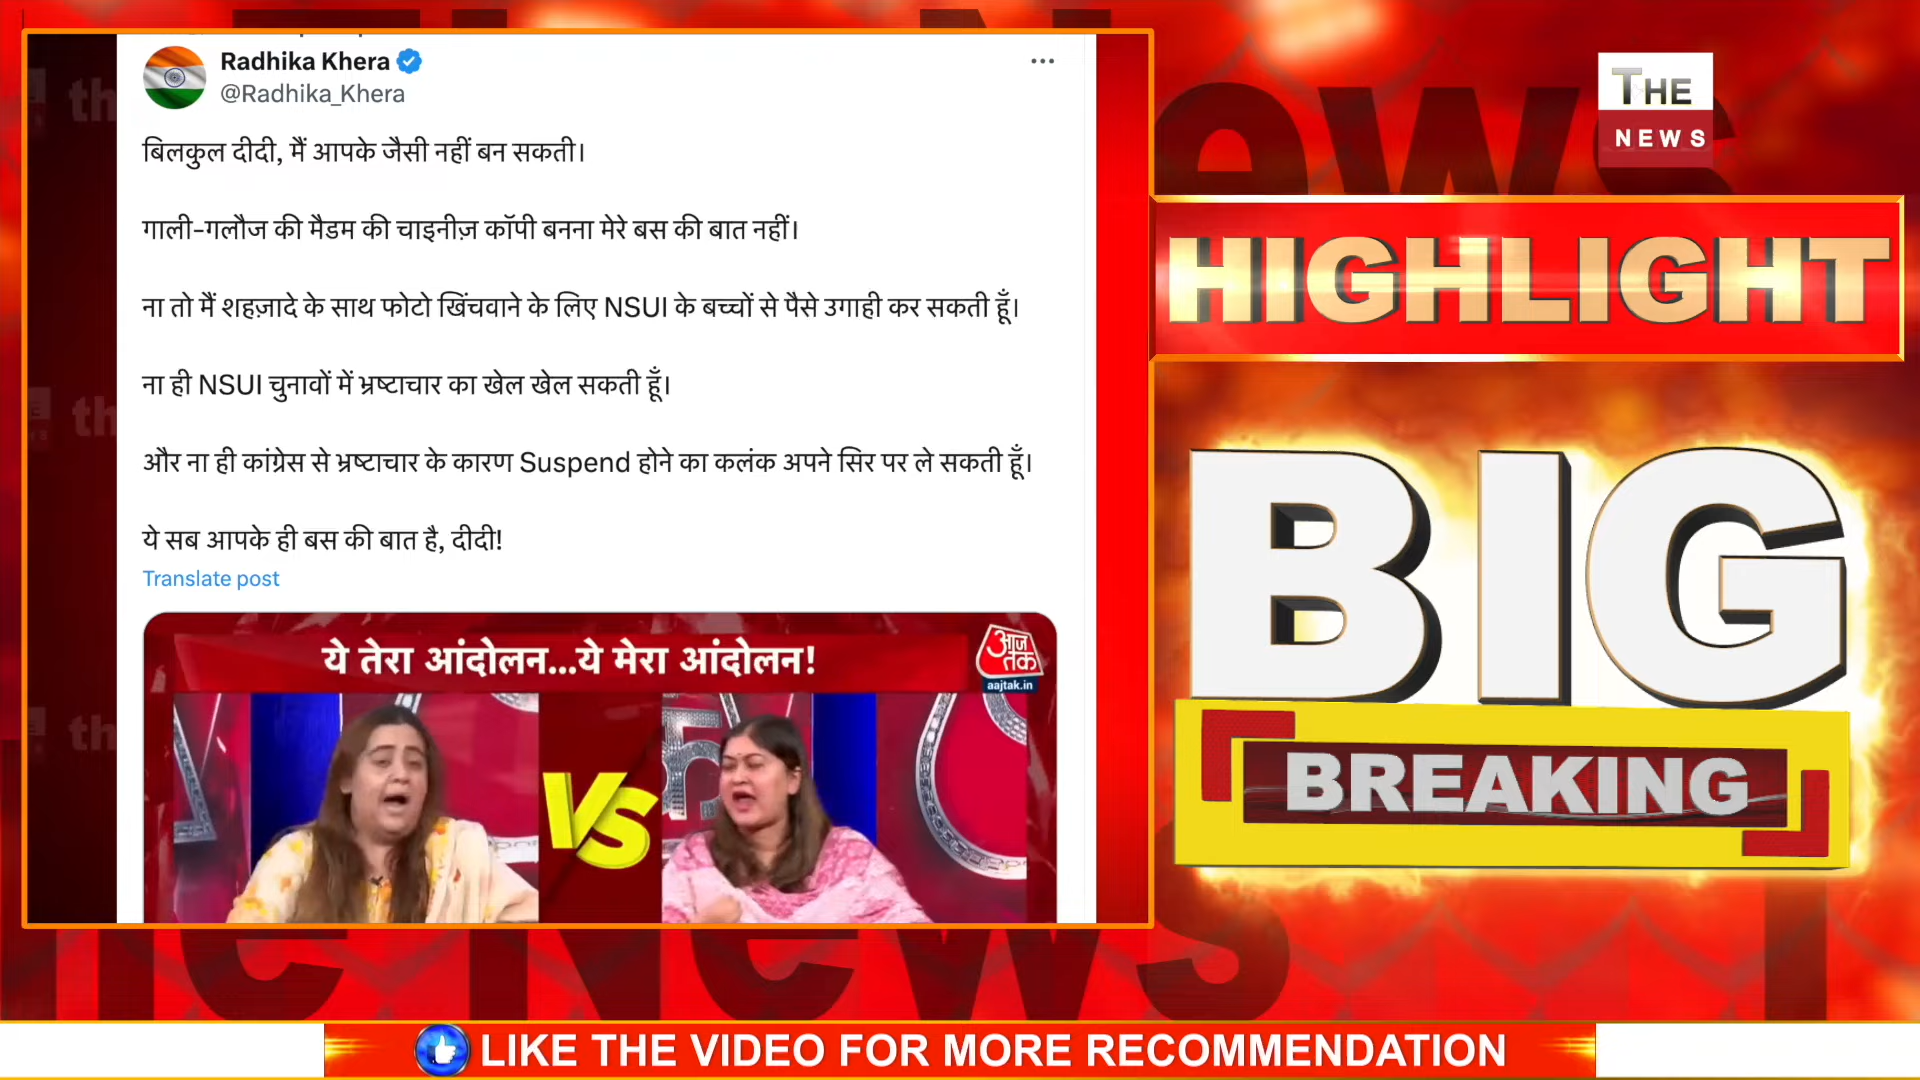 Radhika Khera
@Radhika_Khera
बिलकुल दीदी, मैं आपके जैसी नहीं बन सकती।
गाली-गलौज की मैडम की चाइनीज़ कॉपी बनना मेरे बस की बात नहीं।
ना तो मैं शहज़ादे के साथ फोटो खिंचवाने के लिए NSUI के बच्चों से पैसे उगाही कर सकती हूँ।
ना ही NSUI चुनावों में भ्रष्टाचार का खेल खेल सकती हूँ।
और ना ही कांग्रेस से भ्रष्टाचार के कारण Suspend होने का कलंक अपने सिर पर ले सकती हूँ।
ये सब आपके ही बस की बात है, दीदी!
Translate post
ये तेरा आंदोलन...ये मेरा आंदोलन!
आज तक
aajtak.in
VS
THE
NEWS
HIGHLIGHT
BIG
BREAKING
LIKE THE VIDEO FOR MORE RECOMMENDATION